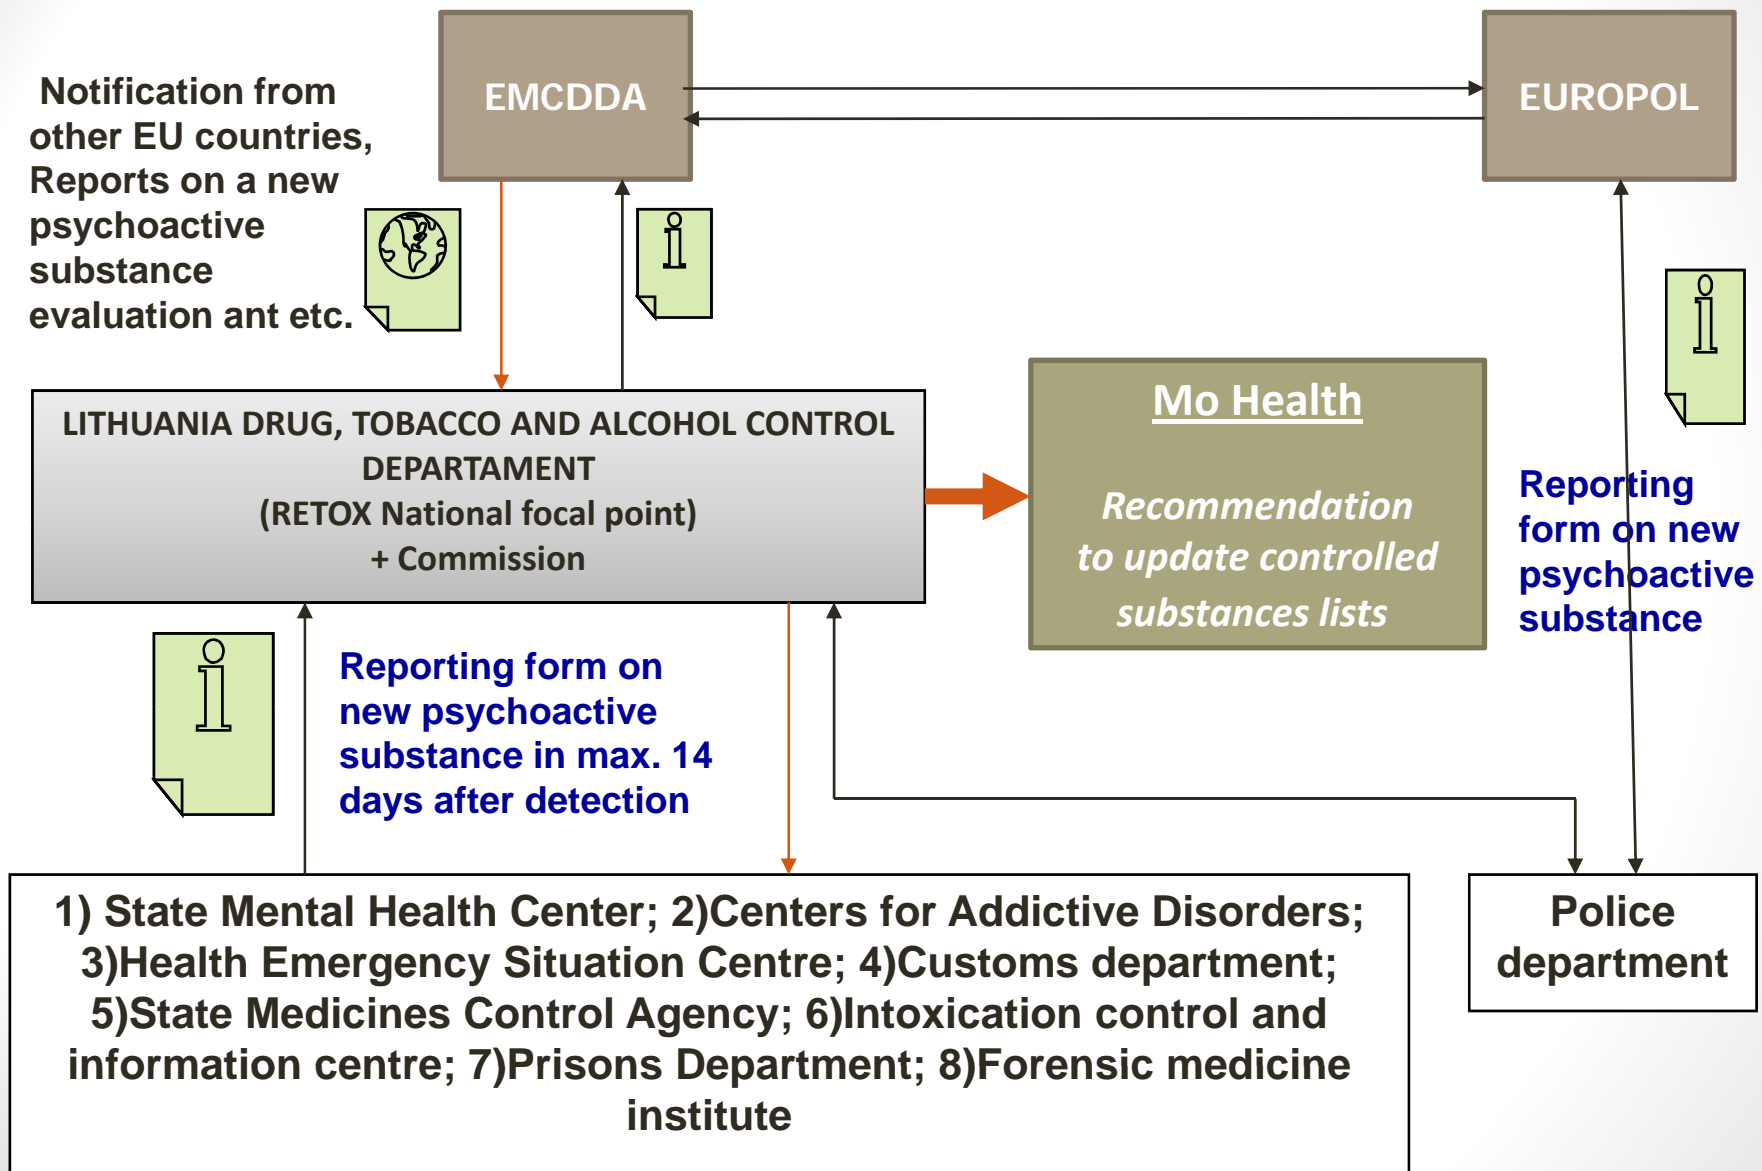 EMCDDA
EUROPOL
Notification from
other EU countries,
Reports on a new
psychoactive
substance
evaluation ant etc.
LITHUANIA DRUG, TOBACCO AND ALCOHOL CONTROL
DEPARTAMENT
(RETOX National focal point)
+ Commission
Mo Health
Recommendation
to update controlled
substances lists
Reporting
form on new
psychoactive
substance
Reporting form on
new psychoactive
substance in max. 14
days after detection
1) State Mental Health Center; 2)Centers for Addictive Disorders;
3)Health Emergency Situation Centre; 4)Customs department;
5)State Medicines Control Agency; 6)Intoxication control and
information centre; 7)Prisons Department; 8)Forensic medicine
institute
Police
department